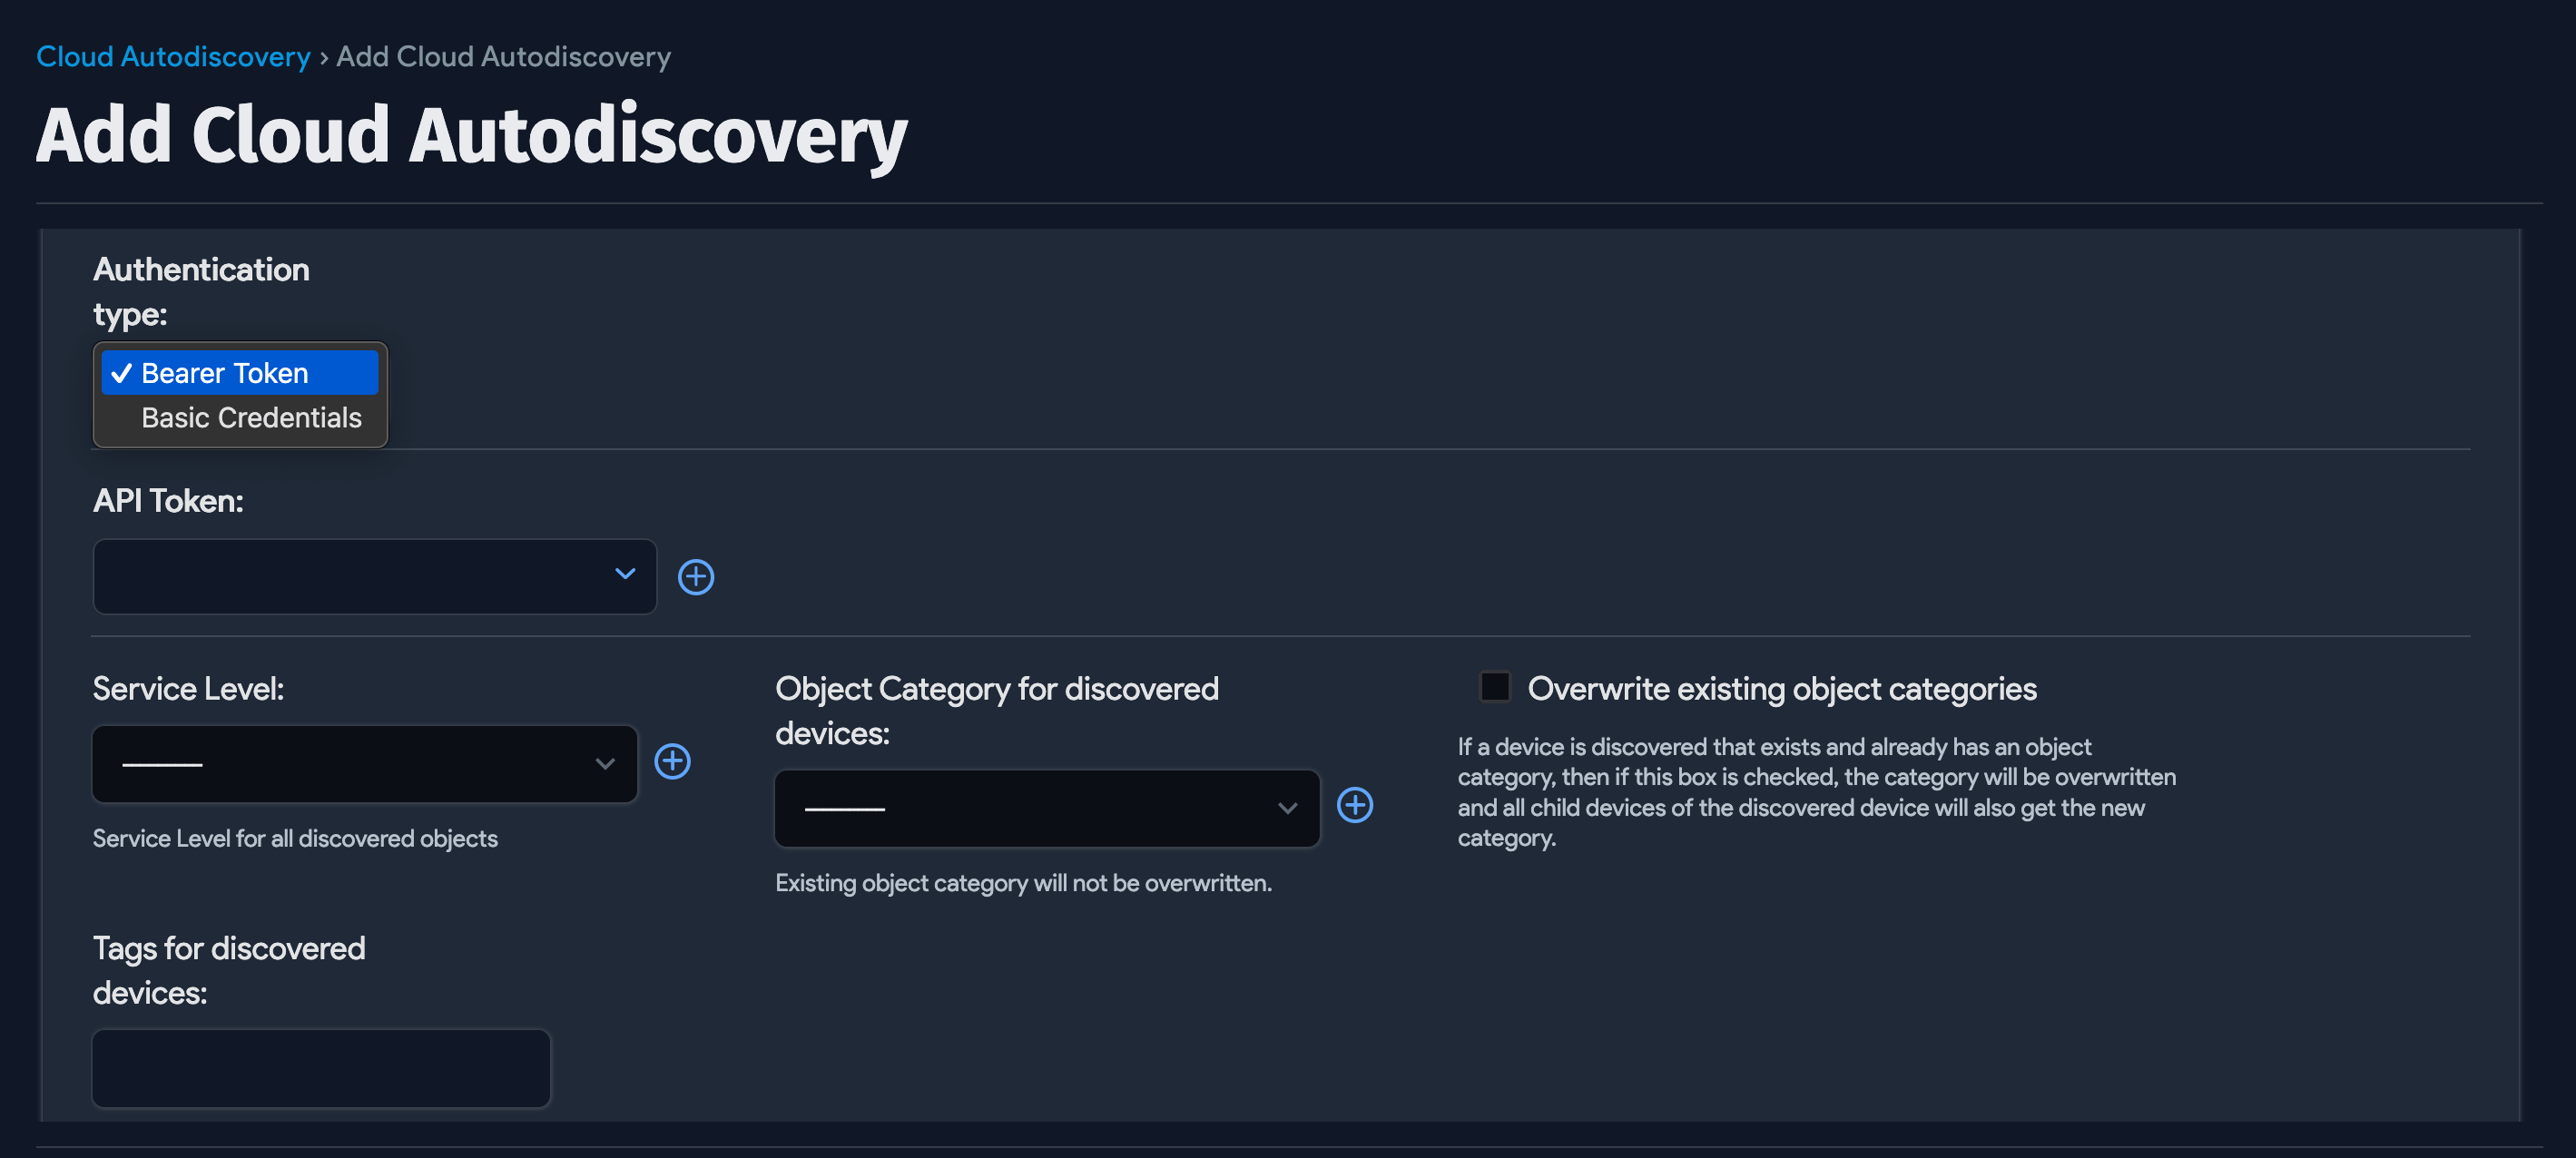 Cloud Autodiscovery › Add Cloud Autodiscovery
Add Cloud Autodiscovery
Authentication
type:
✓ Bearer Token
Basic Credentials
API Token:
Service Level:
---------
Service Level for all discovered objects
Object Category for discovered
devices:
---------
Existing object category will not be overwritten.
Overwrite existing object categories
If a device is discovered that exists and already has an object
category, then if this box is checked, the category will be overwritten
and all child devices of the discovered device will also get the new
category.
Tags for discovered
devices: